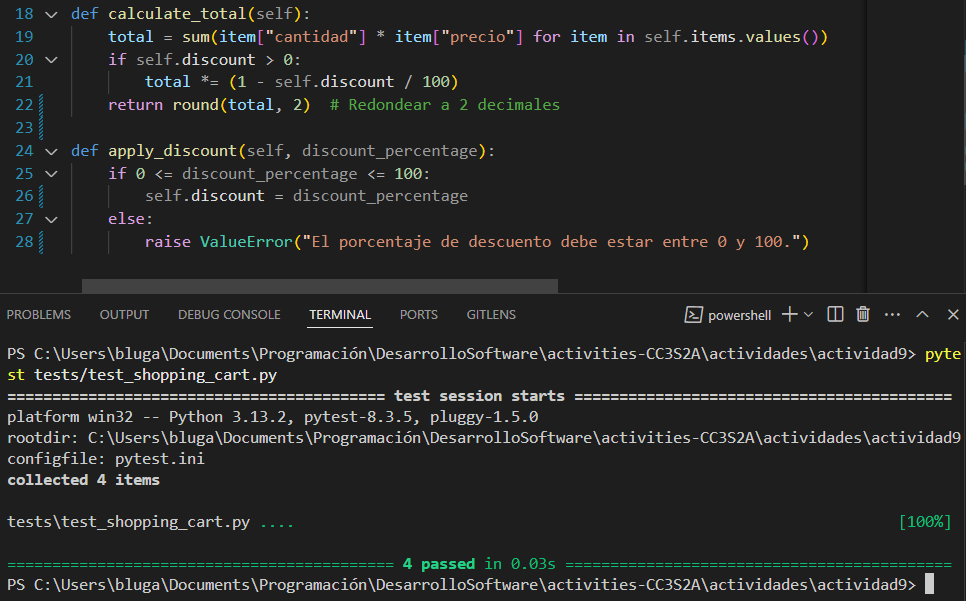 18 def calculate_total(self):
19 total = sum(item["cantidad"] * item["precio"] for item in self.items.values())
20 if self.discount > 0:
21 total *= (1 - self.discount / 100)
22 return round(total, 2)  # Redondear a 2 decimales
23
24 def apply_discount(self, discount_percentage):
25 if 0 <= discount_percentage <= 100:
26 self.discount = discount_percentage
27 else:
28 raise ValueError("El porcentaje de descuento debe estar entre 0 y 100.")
PROBLEMS OUTPUT DEBUG CONSOLE TERMINAL PORTS GITLENS powershell
PS C:\Users\bluga\Documents\Programación\DesarrolloSoftware\activities-CC3S2A\actividades\actividad9> pyte
st tests/test_shopping_cart.py
========================================== test session starts ==========================================
platform win32 -- Python 3.13.2, pytest-8.3.5, pluggy-1.5.0
rootdir: C:\Users\bluga\Documents\Programación\DesarrolloSoftware\activities-CC3S2A\actividades\actividad9
configfile: pytest.ini
collected 4 items
tests\test_shopping_cart.py .... [100%]
=========================================== 4 passed in 0.03s ===========================================
PS C:\Users\bluga\Documents\Programación\DesarrolloSoftware\activities-CC3S2A\actividades\actividad9>